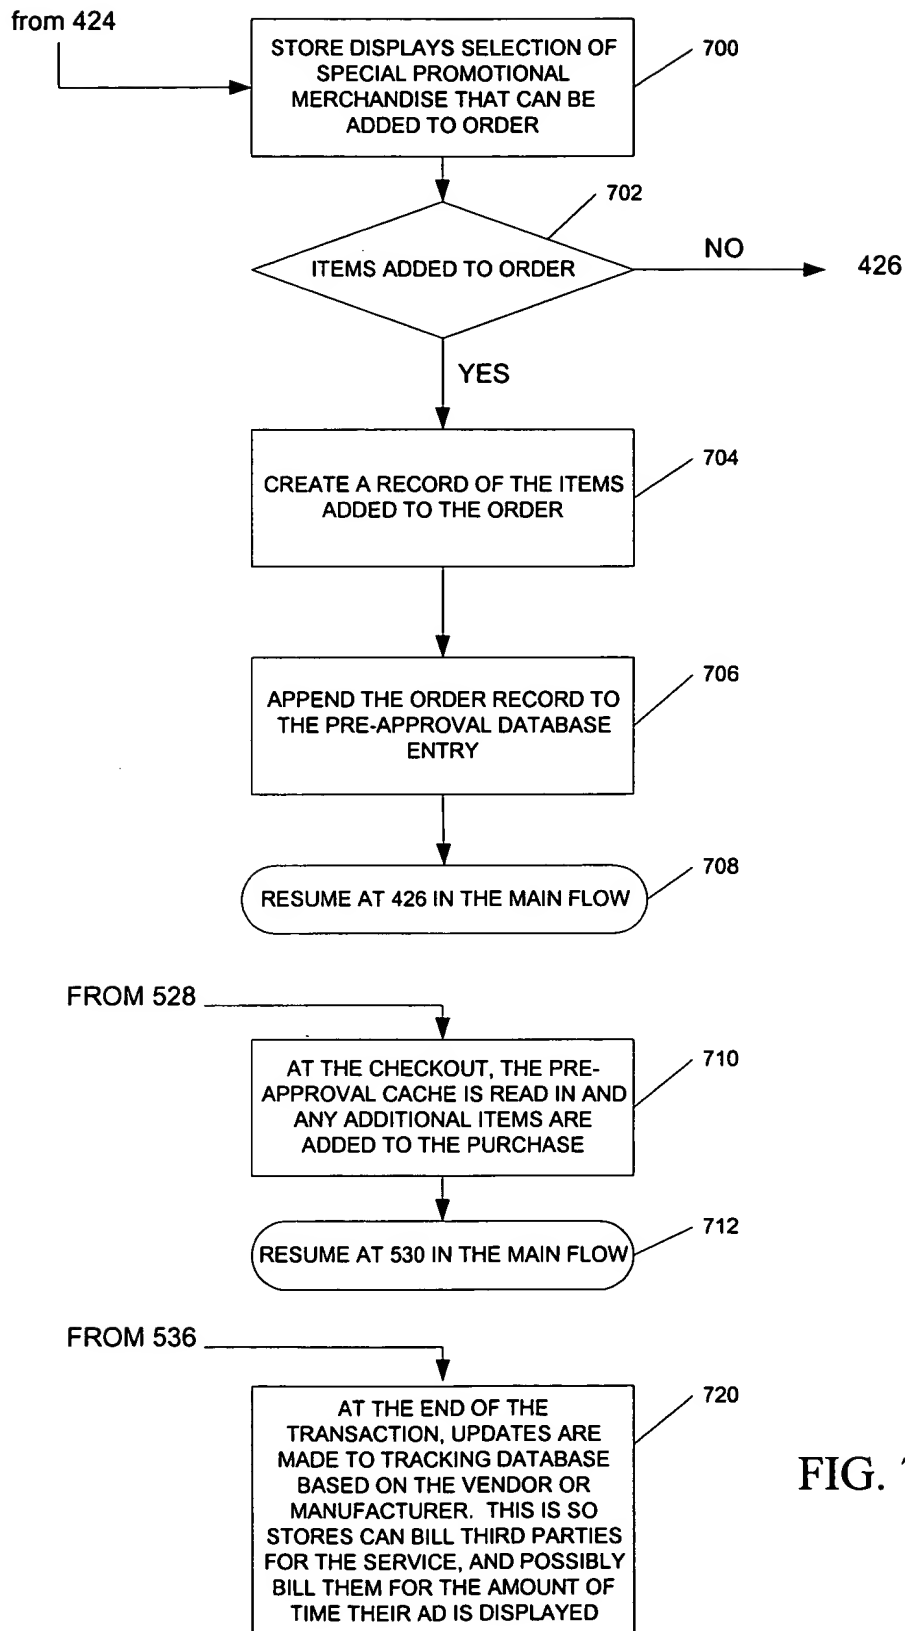 from 424
STORE DISPLAYS SELECTION OF
SPECIAL PROMOTIONAL
MERCHANDISE THAT CAN BE
ADDED TO ORDER
700
702
ITEMS ADDED TO ORDER
NO
426
YES
704
CREATE A RECORD OF THE ITEMS
ADDED TO THE ORDER
706
APPEND THE ORDER RECORD TO
THE PRE-APPROVAL DATABASE
ENTRY
708
RESUME AT 426 IN THE MAIN FLOW
FROM 528
710
AT THE CHECKOUT, THE PRE-
APPROVAL CACHE IS READ IN AND
ANY ADDITIONAL ITEMS ARE
ADDED TO THE PURCHASE
712
RESUME AT 530 IN THE MAIN FLOW
FROM 536
720
AT THE END OF THE
TRANSACTION, UPDATES ARE
MADE TO TRACKING DATABASE
BASED ON THE VENDOR OR
MANUFACTURER. THIS IS SO
STORES CAN BILL THIRD PARTIES
FOR THE SERVICE, AND POSSIBLY
BILL THEM FOR THE AMOUNT OF
TIME THEIR AD IS DISPLAYED
FIG.